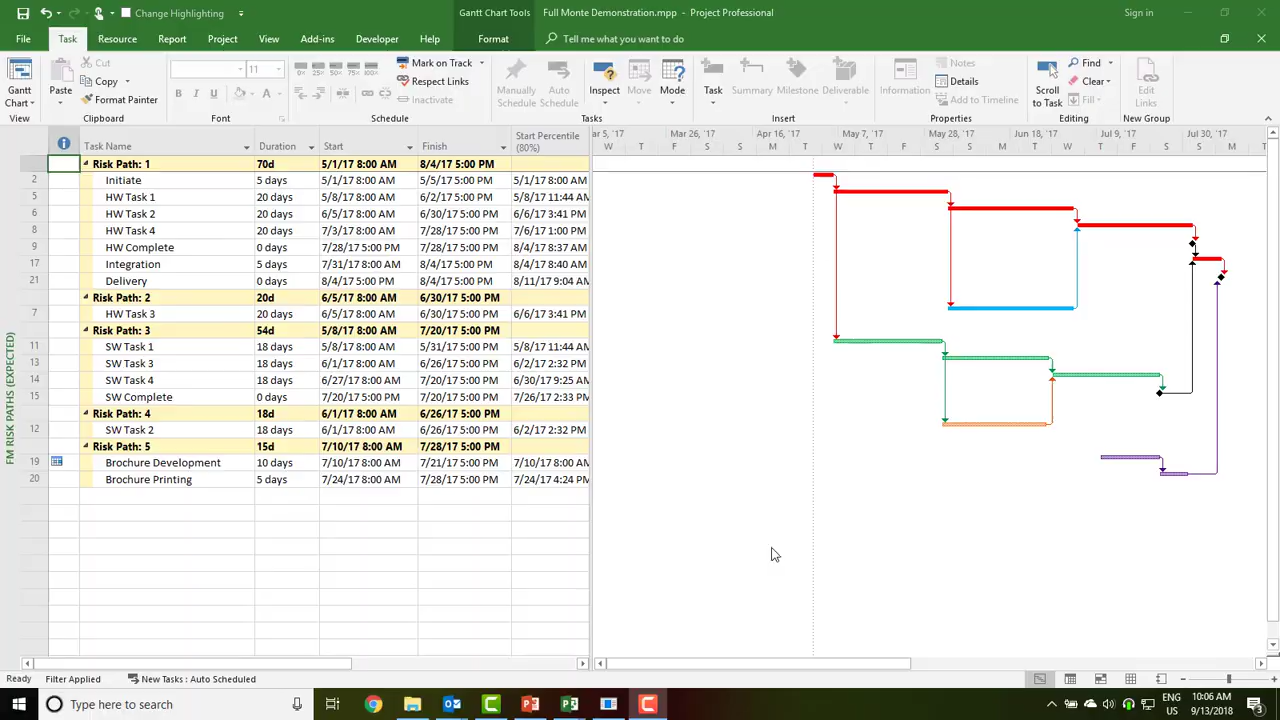 Change Highlighting
Gantt Chart Tools
Full Monte Demonstration.mpp - Project Professional
Sign in
File Task Resource Report Project View Add-ins Developer Help Format Tell me what you want to do
Cut 11 Mark on Track Notes Find
Copy 0% 25% 50% 75% 100% Respect Links Details Clear
Format Painter B I U A Inactivate Add to Timeline Fill
Gantt Chart Paste Manually Schedule Auto Schedule Inspect Move Mode Task Summary Milestone Deliverable Information Scroll to Task Edit Links
View Clipboard Font Schedule Tasks Insert Properties Editing New Group
Task Name Duration Start Finish Start Percentile (80%)
ar 5, '17 Mar 26, '17 Apr 16, '17 May 7, '17 May 28, '17 Jun 18, '17 Jul 9, '17 Jul 30, '17
W T F S S M T W T F S S M T W T F S S M T
Risk Path: 1 70d 5/1/17 8:00 AM 8/4/17 5:00 PM
2 Initiate 5 days 5/1/17 8:00 AM 5/5/17 5:00 PM 5/1/17 8:00 AM
5 HW Task 1 20 days 5/8/17 8:00 AM 6/2/17 5:00 PM 5/8/17 11:44 AM
6 HW Task 2 20 days 6/5/17 8:00 AM 6/30/17 5:00 PM 6/6/17 3:41 PM
8 HW Task 4 20 days 7/3/17 8:00 AM 7/28/17 5:00 PM 7/6/17 1:00 PM
9 HW Complete 0 days 7/28/17 5:00 PM 7/28/17 5:00 PM 8/4/17 8:37 AM
17 Integration 5 days 7/31/17 8:00 AM 8/4/17 5:00 PM 8/4/17 8:40 AM
21 Delivery 0 days 8/4/17 5:00 PM 8/4/17 5:00 PM 8/11/17 9:04 AM
Risk Path: 2 20d 6/5/17 8:00 AM 6/30/17 5:00 PM
7 HW Task 3 20 days 6/5/17 8:00 AM 6/30/17 5:00 PM 6/6/17 3:41 PM
Risk Path: 3 54d 5/8/17 8:00 AM 7/20/17 5:00 PM
11 SW Task 1 18 days 5/8/17 8:00 AM 5/31/17 5:00 PM 5/8/17 11:44 AM
13 SW Task 3 18 days 6/1/17 8:00 AM 6/26/17 5:00 PM 6/2/17 2:32 PM
14 SW Task 4 18 days 6/27/17 8:00 AM 7/20/17 5:00 PM 6/30/17 9:25 AM
15 SW Complete 0 days 7/20/17 5:00 PM 7/20/17 5:00 PM 7/26/17 2:33 PM
Risk Path: 4 18d 6/1/17 8:00 AM 6/26/17 5:00 PM
12 SW Task 2 18 days 6/1/17 8:00 AM 6/26/17 5:00 PM 6/2/17 2:32 PM
Risk Path: 5 15d 7/10/17 8:00 AM 7/28/17 5:00 PM
19 Brochure Development 10 days 7/10/17 8:00 AM 7/21/17 5:00 PM 7/10/17 8:00 AM
20 Brochure Printing 5 days 7/24/17 8:00 AM 7/28/17 5:00 PM 7/24/17 4:24 PM
FM RISK PATHS (EXPECTED)
Ready Filter Applied New Tasks : Auto Scheduled
Type here to search
ENG US
10:06 AM
9/13/2018
3